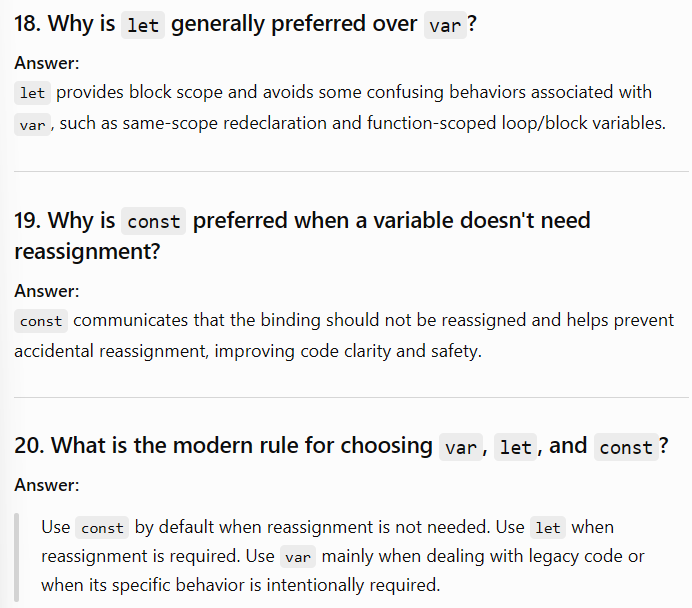 18. Why is let generally preferred over var?
Answer:
let provides block scope and avoids some confusing behaviors associated with
var, such as same-scope redeclaration and function-scoped loop/block variables.
19. Why is const preferred when a variable doesn't need
reassignment?
Answer:
const communicates that the binding should not be reassigned and helps prevent
accidental reassignment, improving code clarity and safety.
20. What is the modern rule for choosing var, let, and const?
Answer:
Use const by default when reassignment is not needed. Use let when
reassignment is required. Use var mainly when dealing with legacy code or
when its specific behavior is intentionally required.